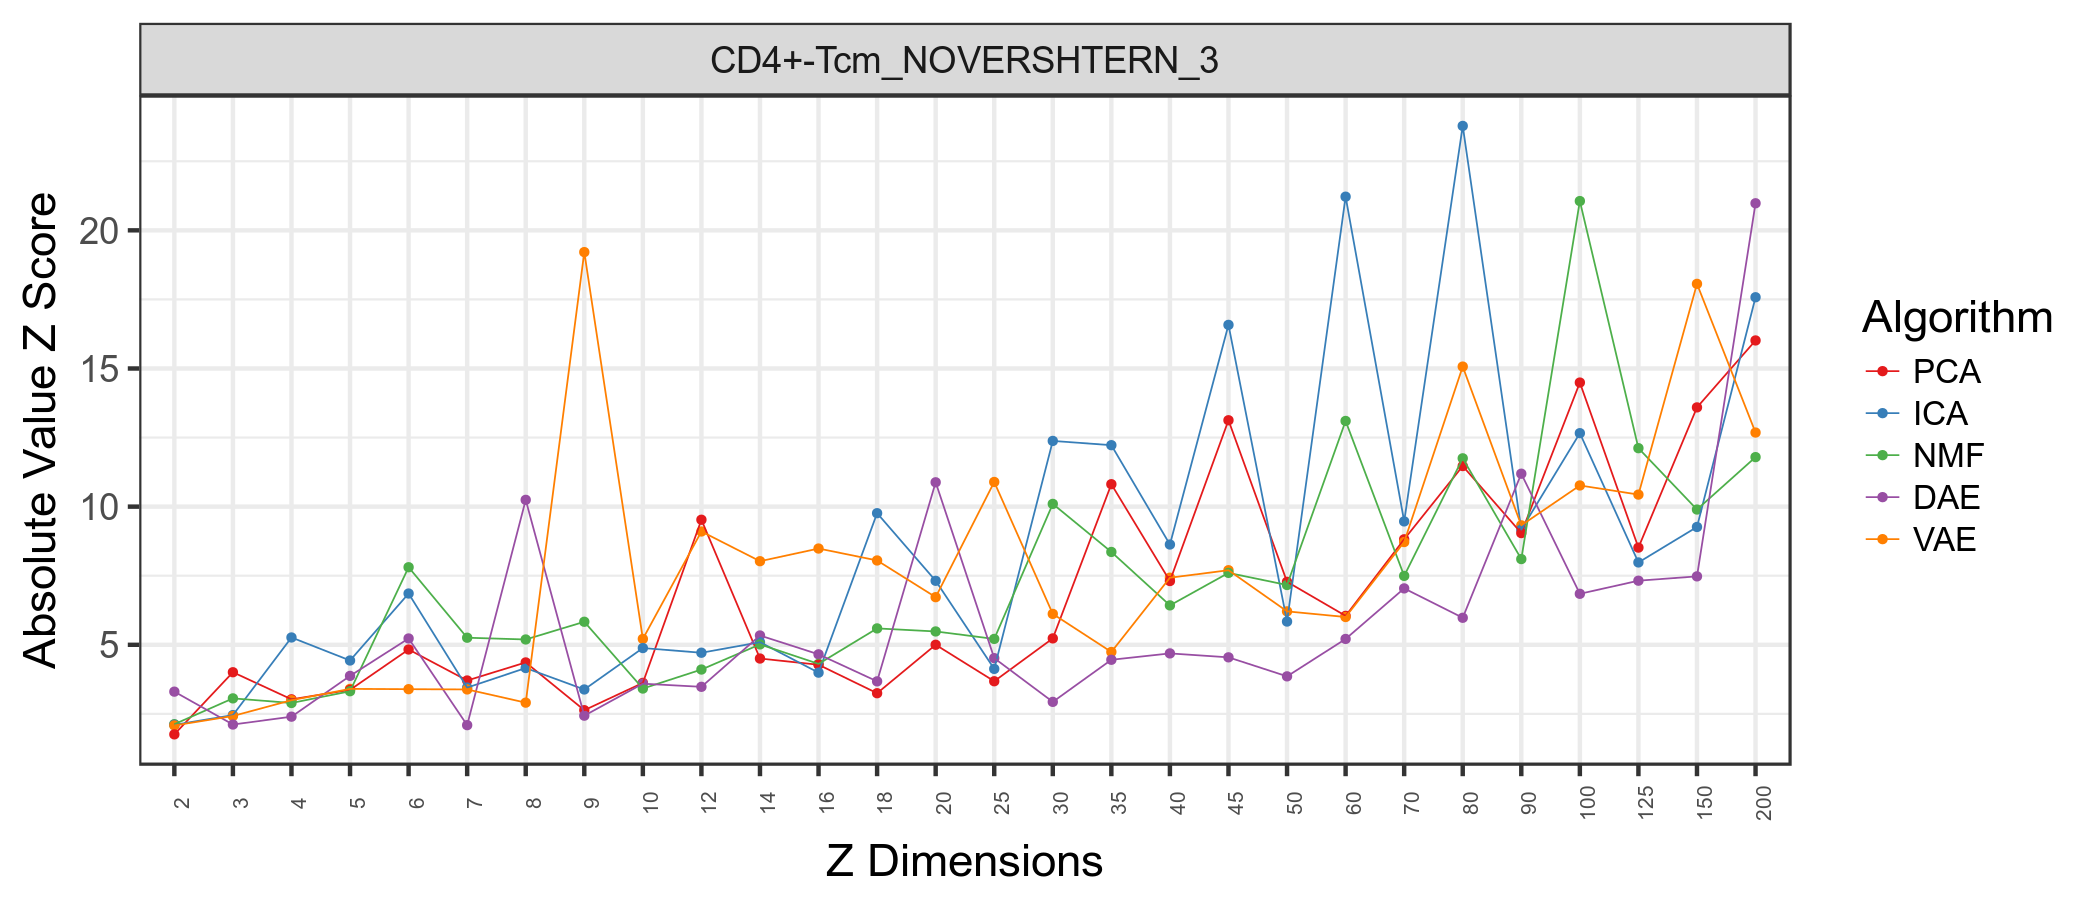 CD4+-Tcm_NOVERSHTERN_3
Absolute Value Z Score
20
15
10
5
2 3 4 5 6 7 8 9 10 12 14 16 18 20 25 30 35 40 45 50 60 70 80 90 100 125 150 200
Z Dimensions
Algorithm
PCA
ICA
NMF
DAE
VAE